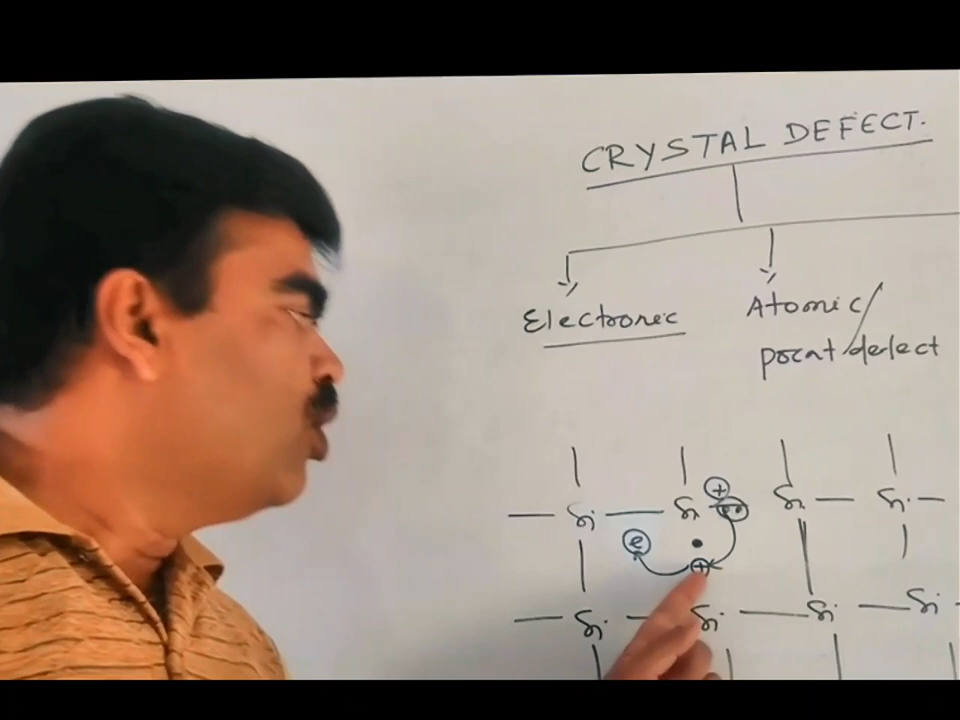 CRYSTAL DEFECT.
Electronic
Atomic/
point defect
+
Si Si Si Si
e
+
Si Si Si Si